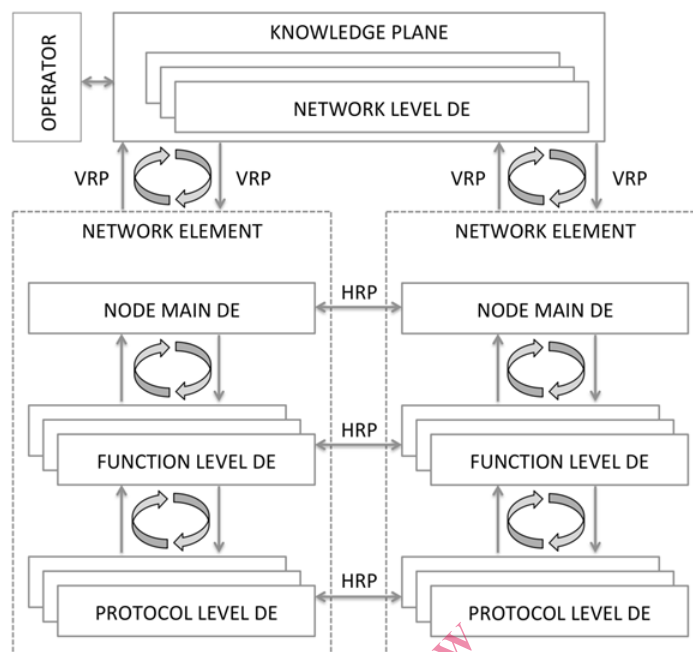 OPERATOR
KNOWLEDGE PLANE
NETWORK LEVEL DE
VRP
VRP
VRP
VRP
NETWORK ELEMENT
NETWORK ELEMENT
NODE MAIN DE
HRP
NODE MAIN DE
FUNCTION LEVEL DE
HRP
FUNCTION LEVEL DE
PROTOCOL LEVEL DE
HRP
PROTOCOL LEVEL DE